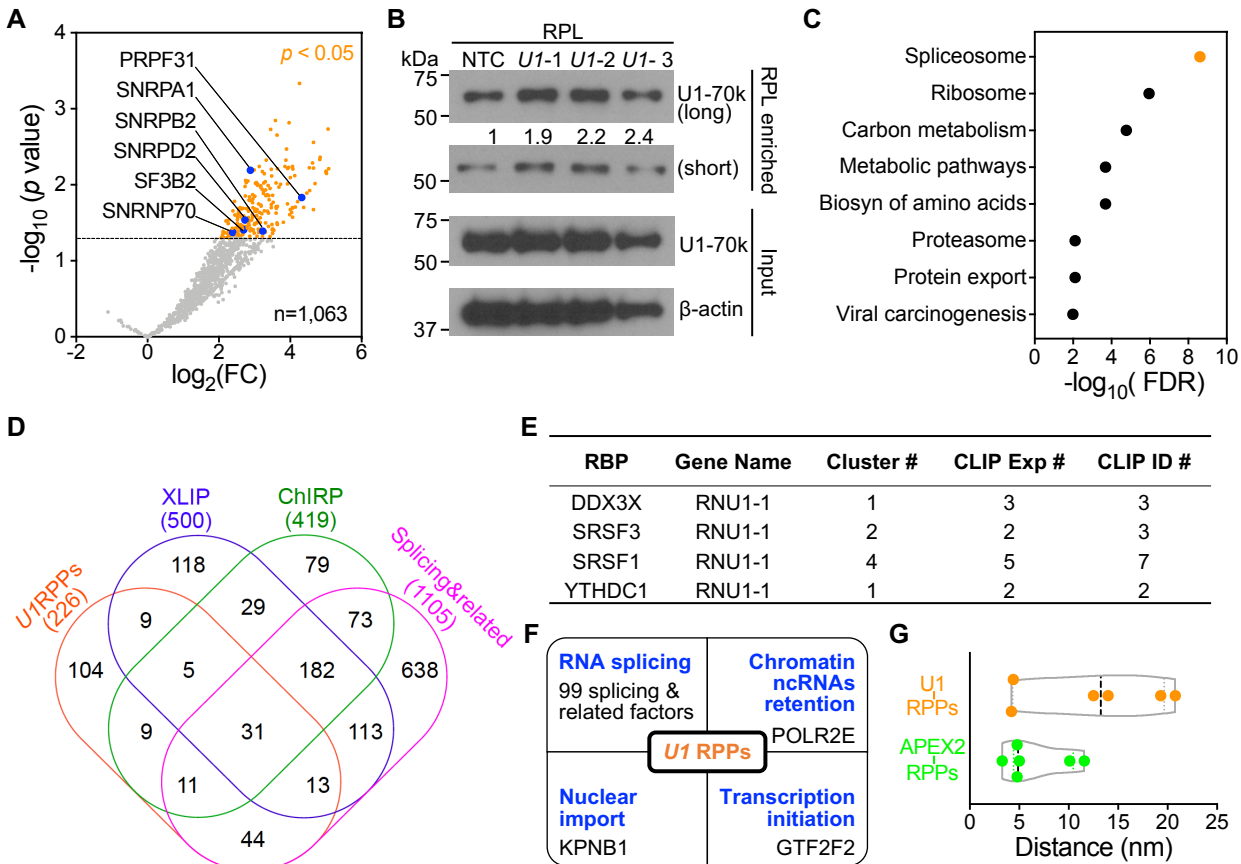 A
4
3
2
1
0
-2
0
2
4
6
-log10 (p value)
log2(FC)
p < 0.05
PRPF31
SNRPA1
SNRPB2
SNRPD2
SF3B2
SNRNP70
n=1,063
B
RPL
kDa
NTC
U1-1
U1-2
U1- 3
75
50
U1-70k
(long)
1
1.9
2.2
2.4
50
(short)
RPL enriched
75
50
U1-70k
37
β-actin
Input
C
Spliceosome
Ribosome
Carbon metabolism
Metabolic pathways
Biosyn of amino acids
Proteasome
Protein export
Viral carcinogenesis
0 2 4 6 8 10
-log10( FDR)
D
XLIP
(500)
ChIRP
(419)
U1RPPs
(226)
Splicing&related
(1105)
118
79
9
29
73
104
5
182
638
9
31
113
11
13
44
E
RBP Gene Name Cluster # CLIP Exp # CLIP ID #
DDX3X RNU1-1 1 3 3
SRSF3 RNU1-1 2 2 3
SRSF1 RNU1-1 4 5 7
YTHDC1 RNU1-1 1 2 2
F
RNA splicing
99 splicing &
related factors
Chromatin
ncRNAs
retention
POLR2E
U1 RPPs
Nuclear
import
KPNB1
Transcription
initiation
GTF2F2
G
U1
RPPs
APEX2
RPPs
0 5 10 15 20 25
Distance (nm)